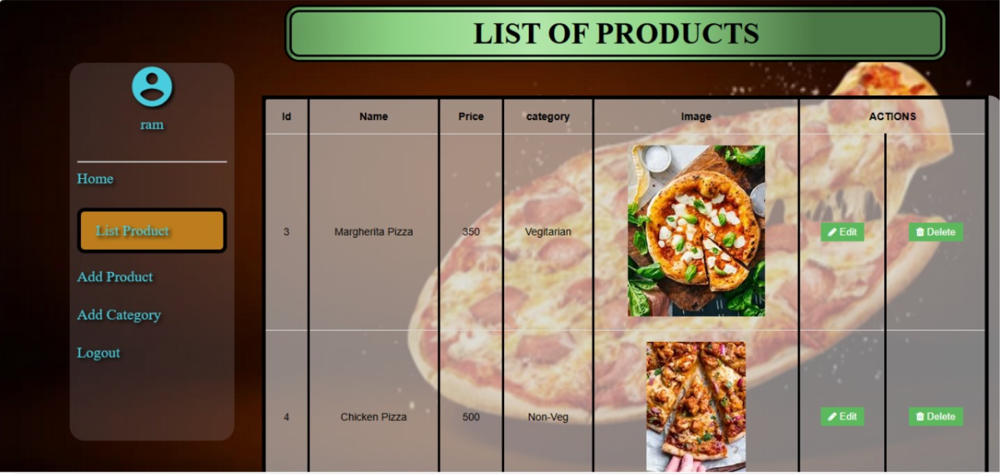 LIST OF PRODUCTS
ram
Home
List Product
Add Product
Add Category
Logout
Id Name Price category Image ACTIONS
3 Margherita Pizza 350 Vegitarian Edit Delete
4 Chicken Pizza 500 Non-Veg Edit Delete